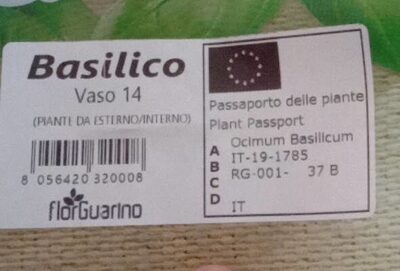 Basilico
Vaso 14
(PIANTE DA ESTERNO/INTERNO)
8 056420 320008
florGuarino
Passaporto delle piante
Plant Passport
A Ocimum Basilicum
B IT-19-1785
C RG-001- 37 B
D IT